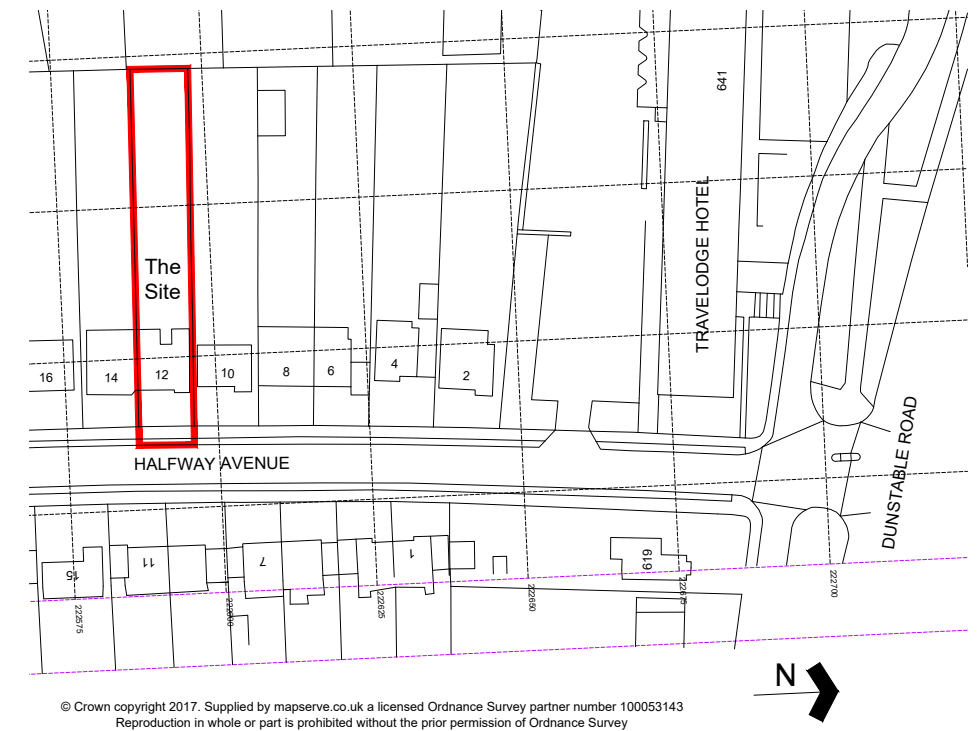 641
TRAVELODGE HOTEL
The
Site
16
14
12
10
8
6
4
2
HALFWAY AVENUE
DUNSTABLE ROAD
15
11
7
1
619
222575
222600
222625
222650
222675
222700
N
© Crown copyright 2017. Supplied by mapserve.co.uk a licensed Ordnance Survey partner number 100053143
Reproduction in whole or part is prohibited without the prior permission of Ordnance Survey